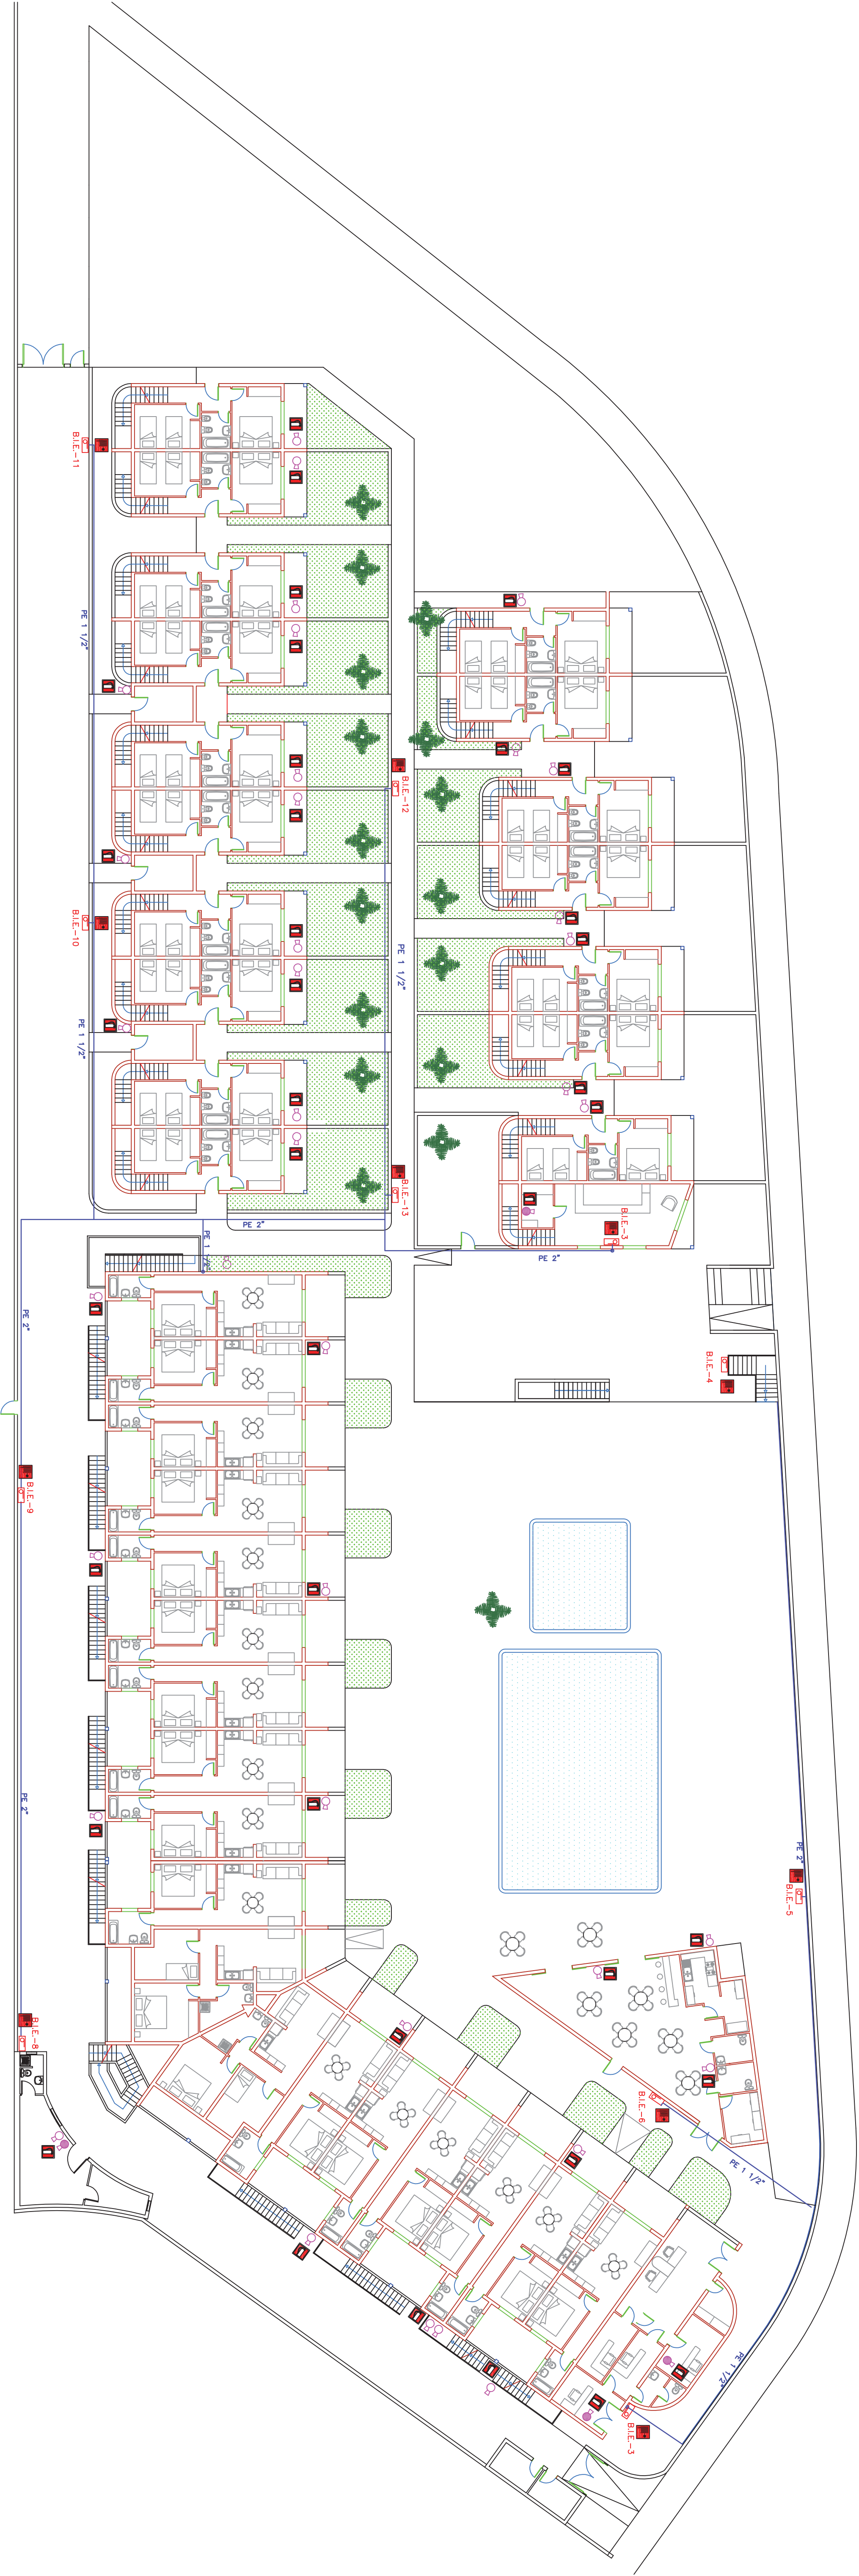 B.I.E.-11
PE 1 1/2"
B.I.E.-12
B.I.E.-10
PE 1 1/2"
PE 1 1/2"
B.I.E.-13
PE 2"
B.I.E.-3
PE 1 1/2"
PE 2"
PE 2"
B.I.E.-4
B.I.E.-9
PE 2"
PE 2"
B.I.E.-5
B.I.E.-8
B.I.E.-6
PE 1 1/2"
PE 1 1/2"
B.I.E.-3